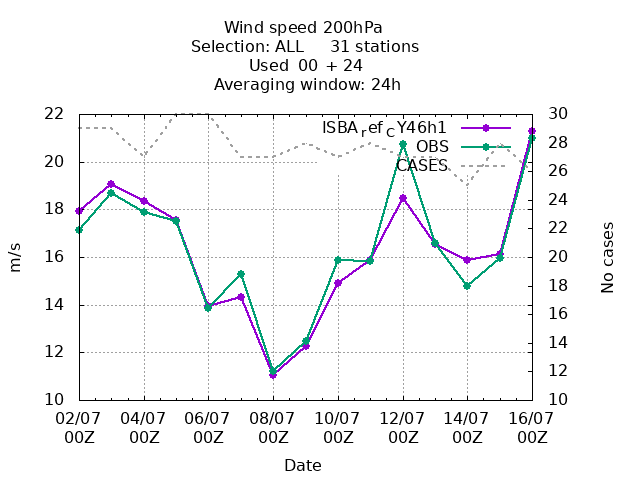 Wind speed 200hPa
Selection: ALL 31 stations
Used 00 + 24
Averaging window: 24h
22 30
ISBA_ref_CY46h1
28
OBS
20
CASES 26
24
18
22
m/s
16 20
No cases
18
14
16
14
12
12
10 10
02/07 04/07 06/07 08/07 10/07 12/07 14/07 16/07
00Z 00Z 00Z 00Z 00Z 00Z 00Z 00Z
Date